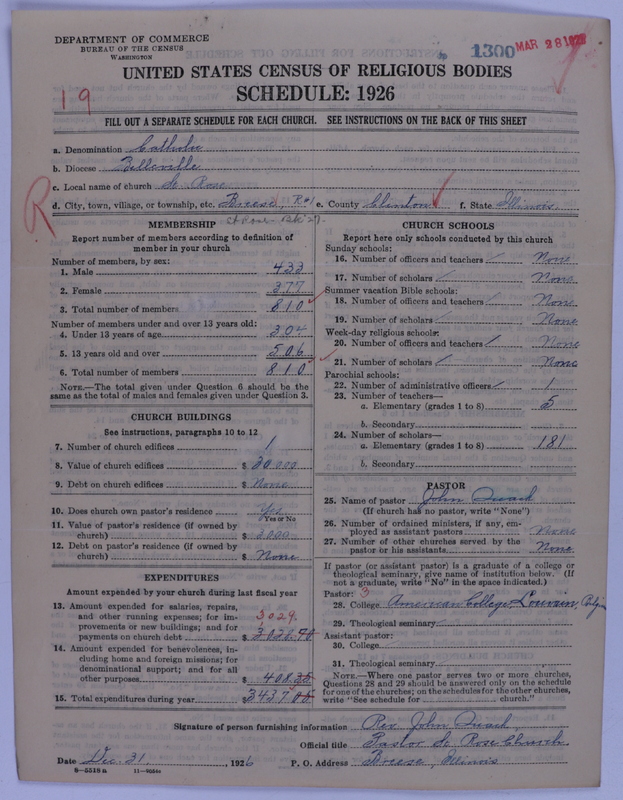 DEPARTMENT OF COMMERCE
BUREAU OF THE CENSUS
WASHINGTON
1300
MAR 28 1928
UNITED STATES CENSUS OF RELIGIOUS BODIES
SCHEDULE: 1926
19
FILL OUT A SEPARATE SCHEDULE FOR EACH CHURCH. SEE INSTRUCTIONS ON THE BACK OF THIS SHEET
a. Denomination Catholic
b. Diocese Belleville
c. Local name of church St. Rose
d. City, town, village, or township, etc. Breese R#1 e. County Clinton f. State Illinois
R
MEMBERSHIP
Report number of members according to definition of
member in your church
Number of members, by sex:
1. Male 433
2. Female 377
3. Total number of members 810
Number of members under and over 13 years old:
4. Under 13 years of age 304
5. 13 years old and over 506
6. Total number of members 810
NOTE.—The total given under Question 6 should be
same as the total of males and females given under Question 3.
CHURCH BUILDINGS
See instructions, paragraphs 10 to 12
7. Number of church edifices 1
8. Value of church edifices $ 30000
9. Debt on church edifices $ None
10. Does church own pastor's residence Yes
Yes or No
11. Value of pastor's residence (if owned by
church) $ 3000
12. Debt on pastor's residence (if owned by
church) $ None
EXPENDITURES
Amount expended by your church during last fiscal year
13. Amount expended for salaries, repairs,
and other running expenses; for im-
provements or new buildings; and for
payments on church debt $ 3028.70
3029.
14. Amount expended for benevolences, in-
cluding home and foreign missions; for
denominational support; and for all
other purposes $ 408.35
15. Total expenditures during year $ 3437.05
CHURCH SCHOOLS
Report here only schools conducted by this church
Sunday schools:
16. Number of officers and teachers None
17. Number of scholars None
Summer vacation Bible schools:
18. Number of officers and teachers None
19. Number of scholars None
Week-day religious schools:
20. Number of officers and teachers None
21. Number of scholars None
Parochial schools:
22. Number of administrative officers 1
23. Number of teachers—
a. Elementary (grades 1 to 8) 5
b. Secondary
24. Number of scholars—
a. Elementary (grades 1 to 8) 181
b. Secondary
PASTOR
25. Name of pastor John
(If church has no pastor, write "None")
26. Number of ordained ministers, if any, em-
ployed as assistant pastors None
27. Number of other churches served by the
pastor or his assistants None
If pastor (or assistant pastor) is a graduate of a college or
theological seminary, give name of institution below. (If
not a graduate, write "No" in the space indicated.)
Pastor: 3
28. College American College Louvain
29. Theological seminary
Assistant pastor:
30. College
31. Theological seminary
NOTE.—Where one pastor serves two or more churches,
Questions 28 and 29 should be answered only on the schedule
for one of the churches; on the schedules for the other churches,
write "See schedule for church."
Signature of person furnishing information Rev. John
Official title Pastor St. Rose Church
Date Dec. 31, 1926 P. O. Address Breese, Illinois
8—5518a 11—9056